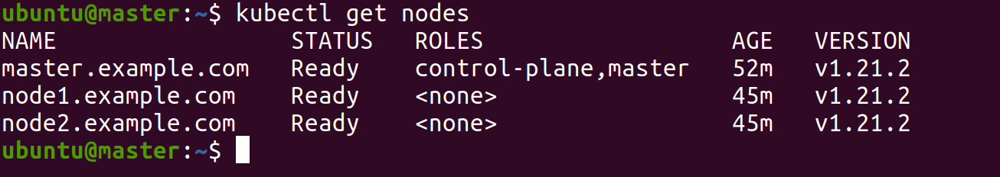 ubuntu@master:~$ kubectl get nodes
NAME STATUS ROLES AGE VERSION
master.example.com Ready control-plane,master 52m v1.21.2
node1.example.com Ready <none> 45m v1.21.2
node2.example.com Ready <none> 45m v1.21.2
ubuntu@master:~$